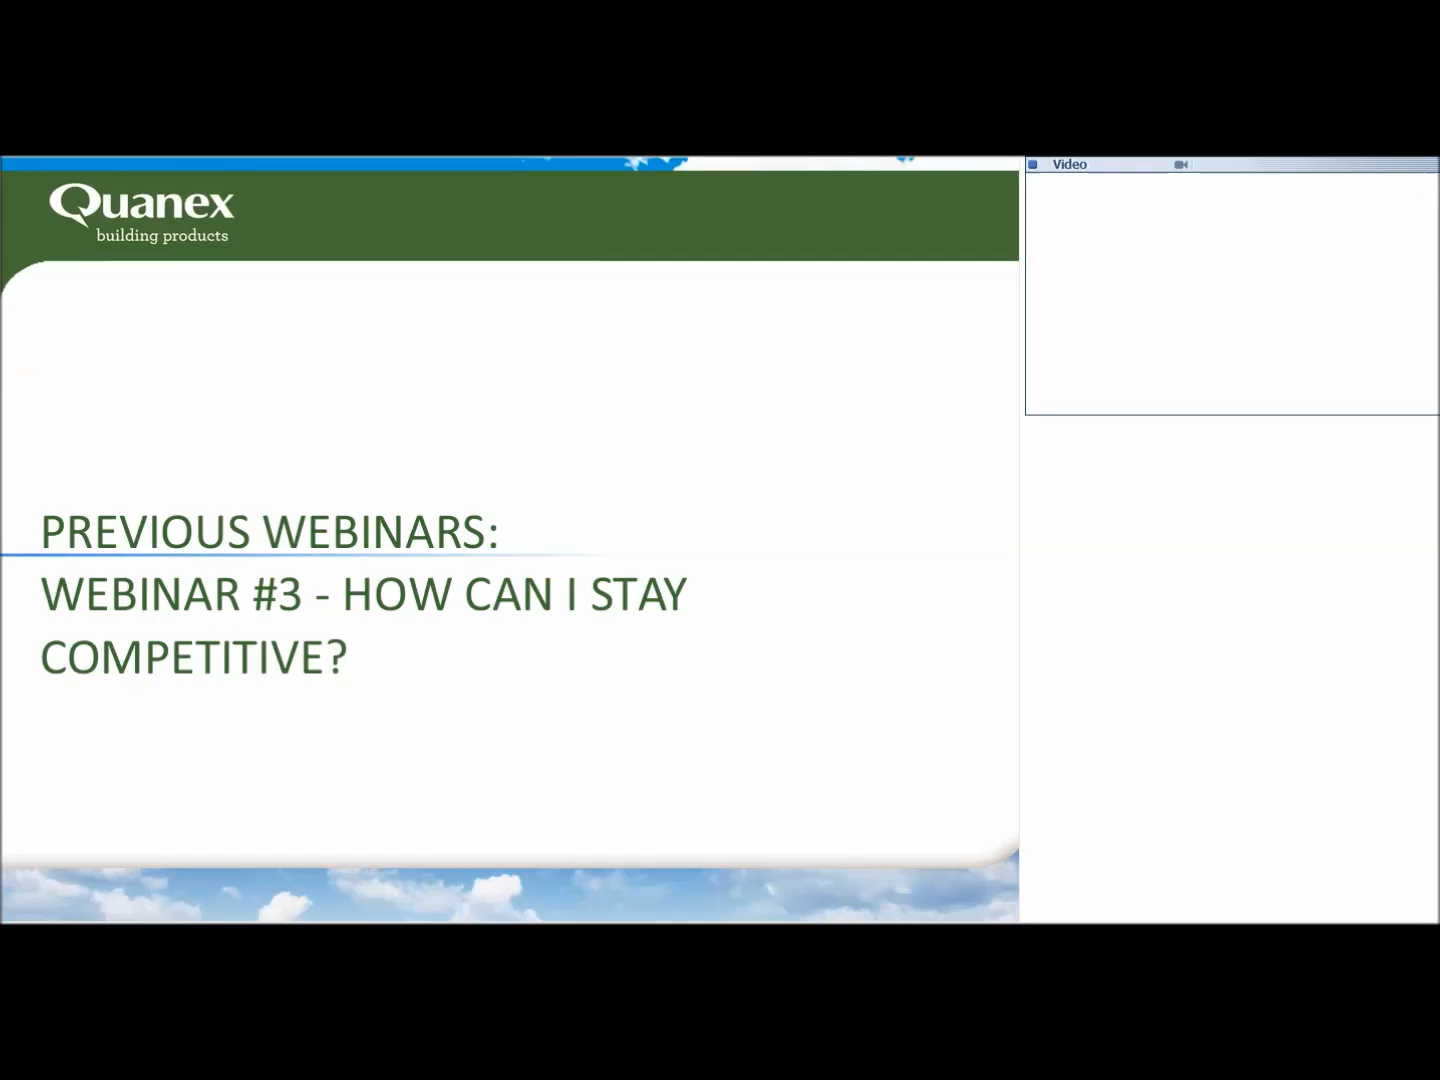 Quanex
building products
Video
PREVIOUS WEBINARS:
WEBINAR #3 - HOW CAN I STAY
COMPETITIVE?